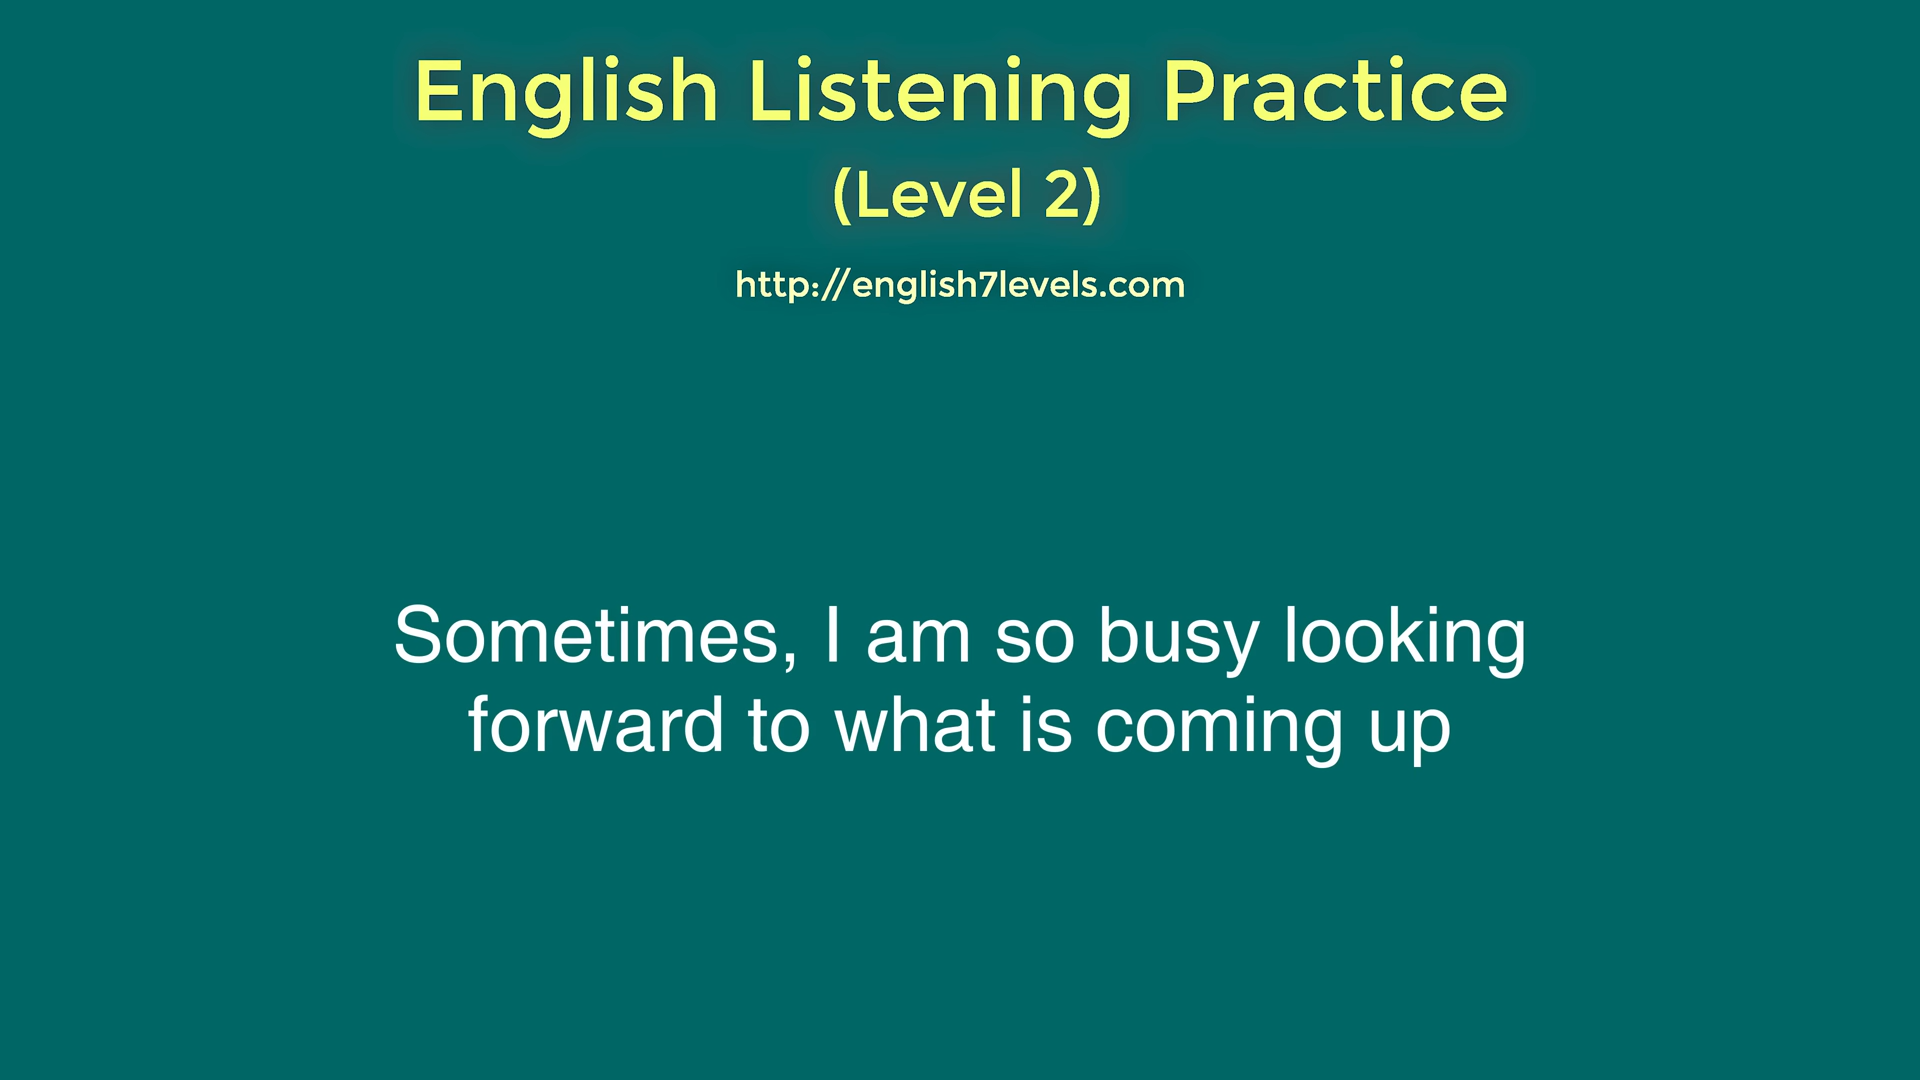 English Listening Practice
(Level 2)
http://english7levels.com
Sometimes, I am so busy looking
forward to what is coming up